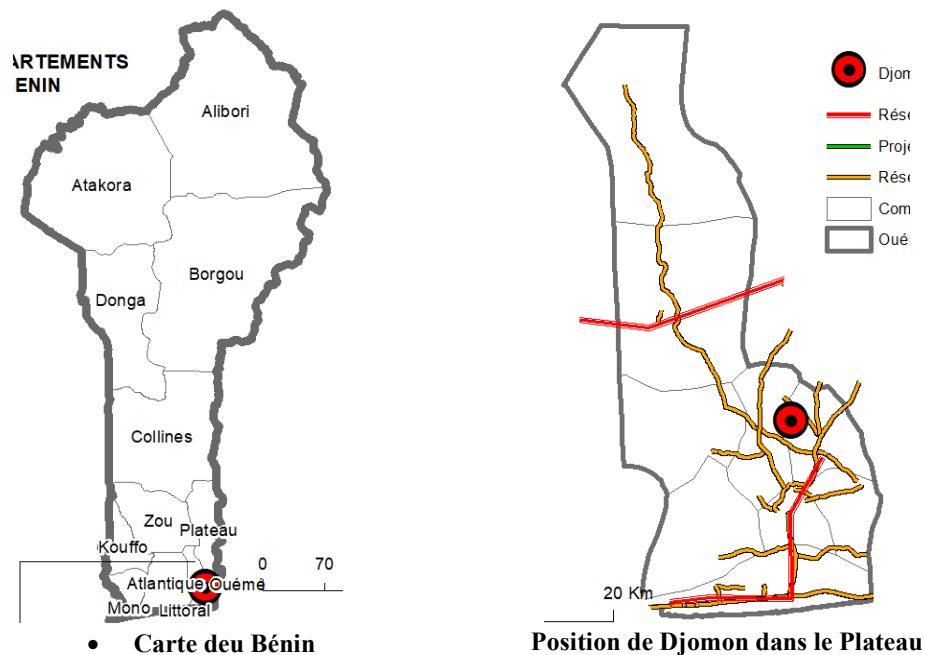 ARTEMENTS
ENIN
Alibori
Atakora
Borgou
Donga
Collines
Zou
Plateau
Kouffo
0 70
Atlantique Ouémé
Mono
Littoral
• Carte deu Bénin
Djom
Rése
Proje
Rése
Com
Oué
20 Km
Position de Djomon dans le Plateau